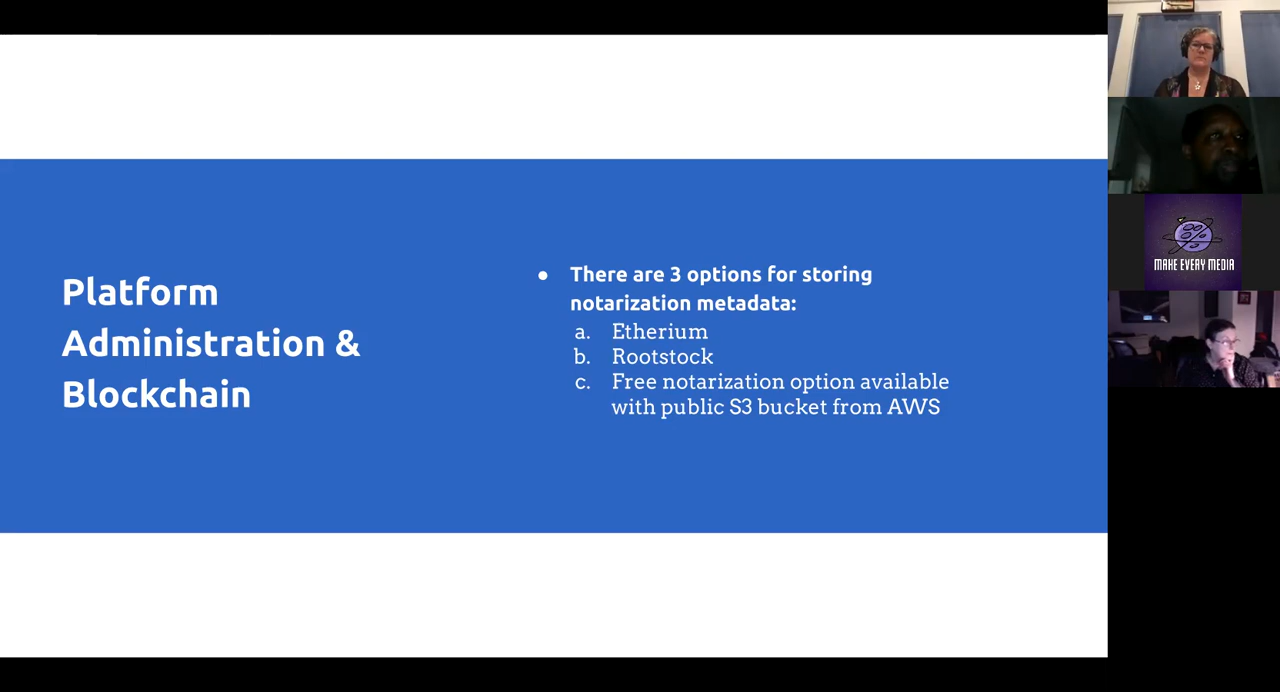 Platform
Administration &
Blockchain
● There are 3 options for storing
notarization metadata:
a. Etherium
b. Rootstock
c. Free notarization option available
with public S3 bucket from AWS
MAKE EVERY MEDIA